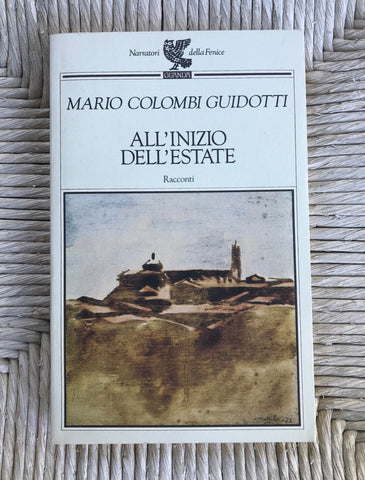 Narratori della Fenice
GUANDA
MARIO COLOMBI GUIDOTTI
ALL'INIZIO
DELL'ESTATE
Racconti